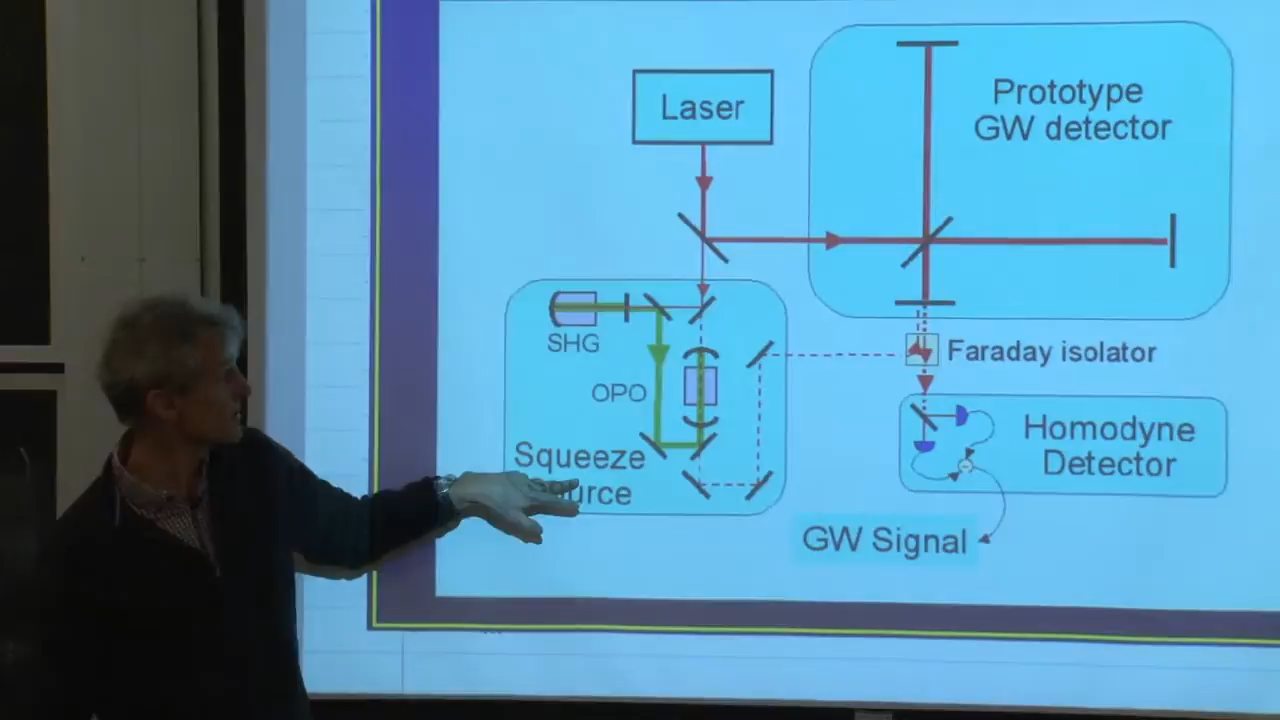 Laser
Prototype
GW detector
SHG
OPO
Squeeze
Faraday isolator
Homodyne
Detector
GW Signal